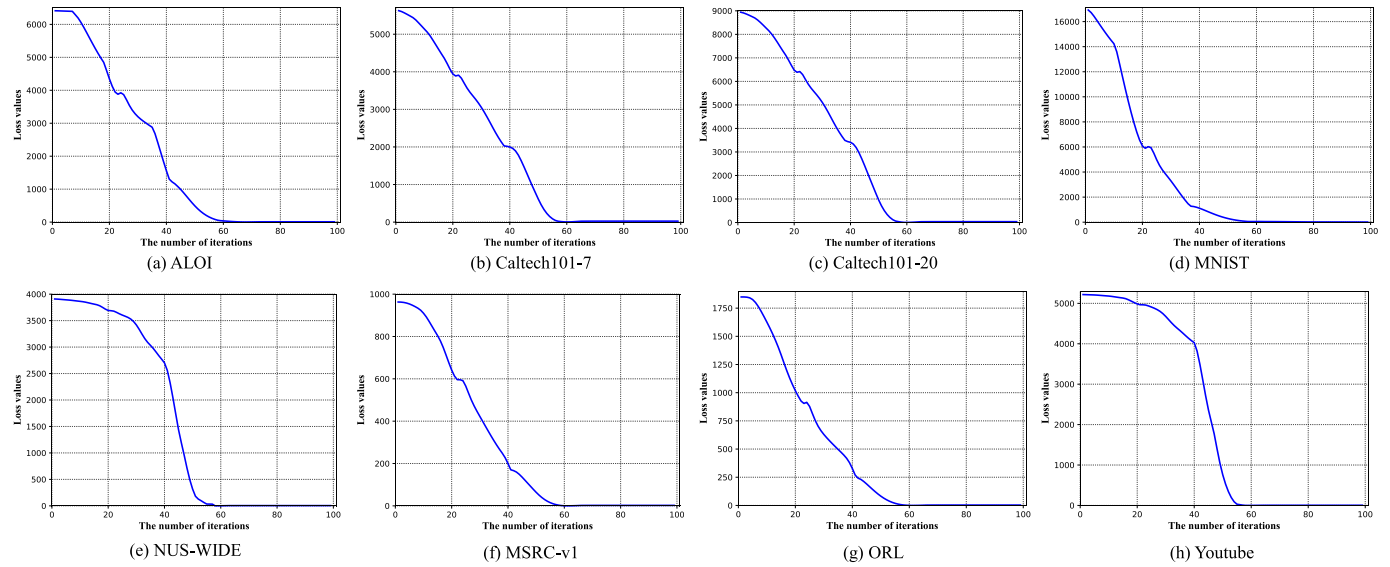 6000
5000
4000
3000
2000
1000
0
Loss values
0 20 40 60 80 100
The number of iterations
(a) ALOI
5000
4000
3000
2000
1000
0
Loss values
0 20 40 60 80 100
The number of iterations
(b) Caltech101-7
9000
8000
7000
6000
5000
4000
3000
2000
1000
0
Loss values
0 20 40 60 80 100
The number of iterations
(c) Caltech101-20
16000
14000
12000
10000
8000
6000
4000
2000
0
Loss values
0 20 40 60 80 100
The number of iterations
(d) MNIST
4000
3500
3000
2500
2000
1500
1000
500
0
Loss values
0 20 40 60 80 100
The number of iterations
(e) NUS-WIDE
1000
800
600
400
200
0
Loss values
0 20 40 60 80 100
The number of iterations
(f) MSRC-v1
1750
1500
1250
1000
750
500
250
0
Loss values
0 20 40 60 80 100
The number of iterations
(g) ORL
5000
4000
3000
2000
1000
0
Loss values
0 20 40 60 80 100
The number of iterations
(h) Youtube